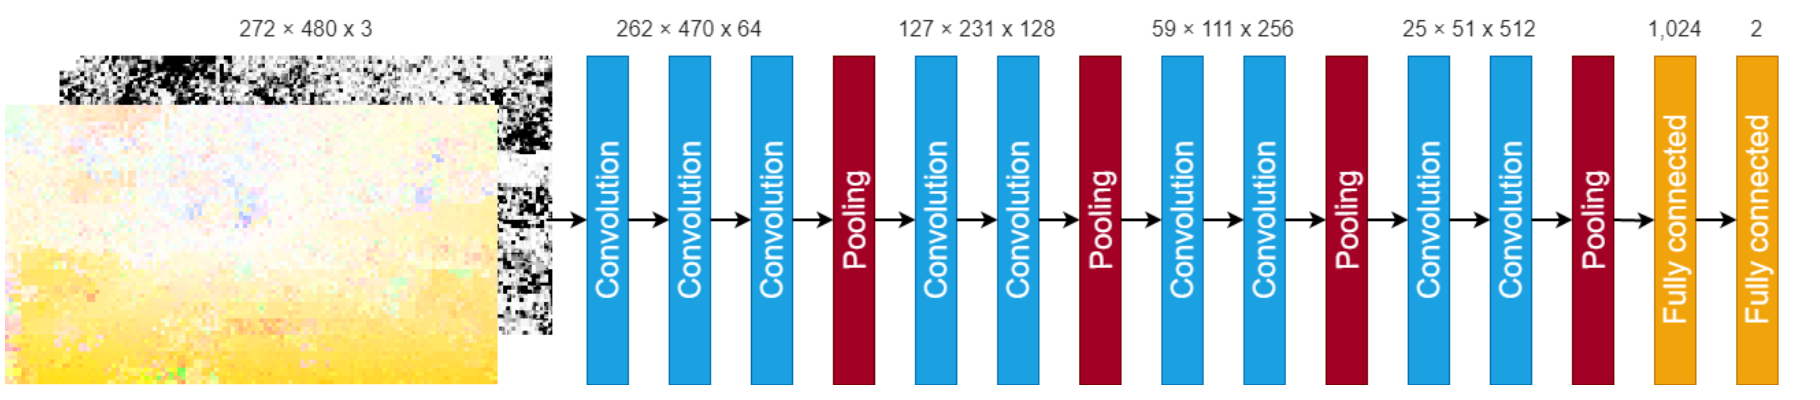 272 × 480 x 3
262 × 470 x 64
127 × 231 x 128
59 × 111 x 256
25 × 51 x 512
1,024
2
Convolution
Convolution
Convolution
Pooling
Convolution
Convolution
Pooling
Convolution
Convolution
Pooling
Convolution
Convolution
Pooling
Fully connected
Fully connected